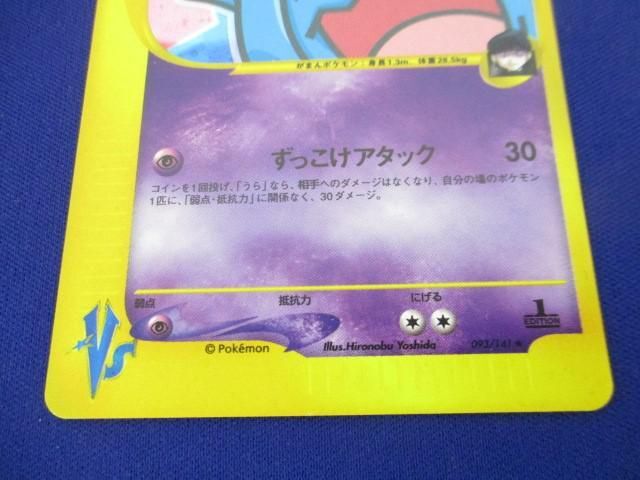 がまんポケモン 身長1.3m、体重28.5kg
ずっこけアタック 30
コインを1回投げ、「うら」なら、相手へのダメージはなくなり、自分の場のポケモン
1匹に、「弱点・抵抗力」に関係なく、30ダメージ。
弱点 抵抗力 にげる
1
EDITION
VS
© Pokémon Illus.Hironobu Yoshida 093/141 ★